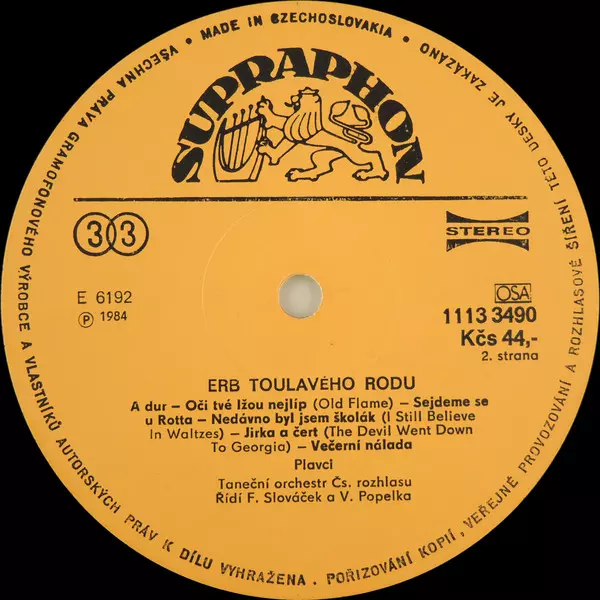 VŠECHNA PRÁVA GRAMOFONOVÉHO VÝROBCE A VLASTNÍKŮ AUTORSKÝCH PRÁV K DÍLU VYHRAŽENA. POŘIZOVÁNÍ KOPIÍ, VEŘEJNÉ PROVOZOVÁNÍ A ROZHLASOVÉ ŠÍŘENÍ TÉTO DESKY JE ZAKÁZÁNO • MADE IN CZECHOSLOVAKIA •
SUPRAPHON
33
STEREO
E 6192
℗ 1984
OSA
1113 3490
Kčs 44,-
2. strana
ERB TOULAVÉHO RODU
A dur – Oči tvé lžou nejlíp (Old Flame) – Sejdeme se
u Rotta – Nedávno byl jsem školák (I Still Believe
In Waltzes) – Jirka a čert (The Devil Went Down
To Georgia) – Večerní nálada
Plavci
Taneční orchestr Čs. rozhlasu
Řídí F. Slováček a V. Popelka